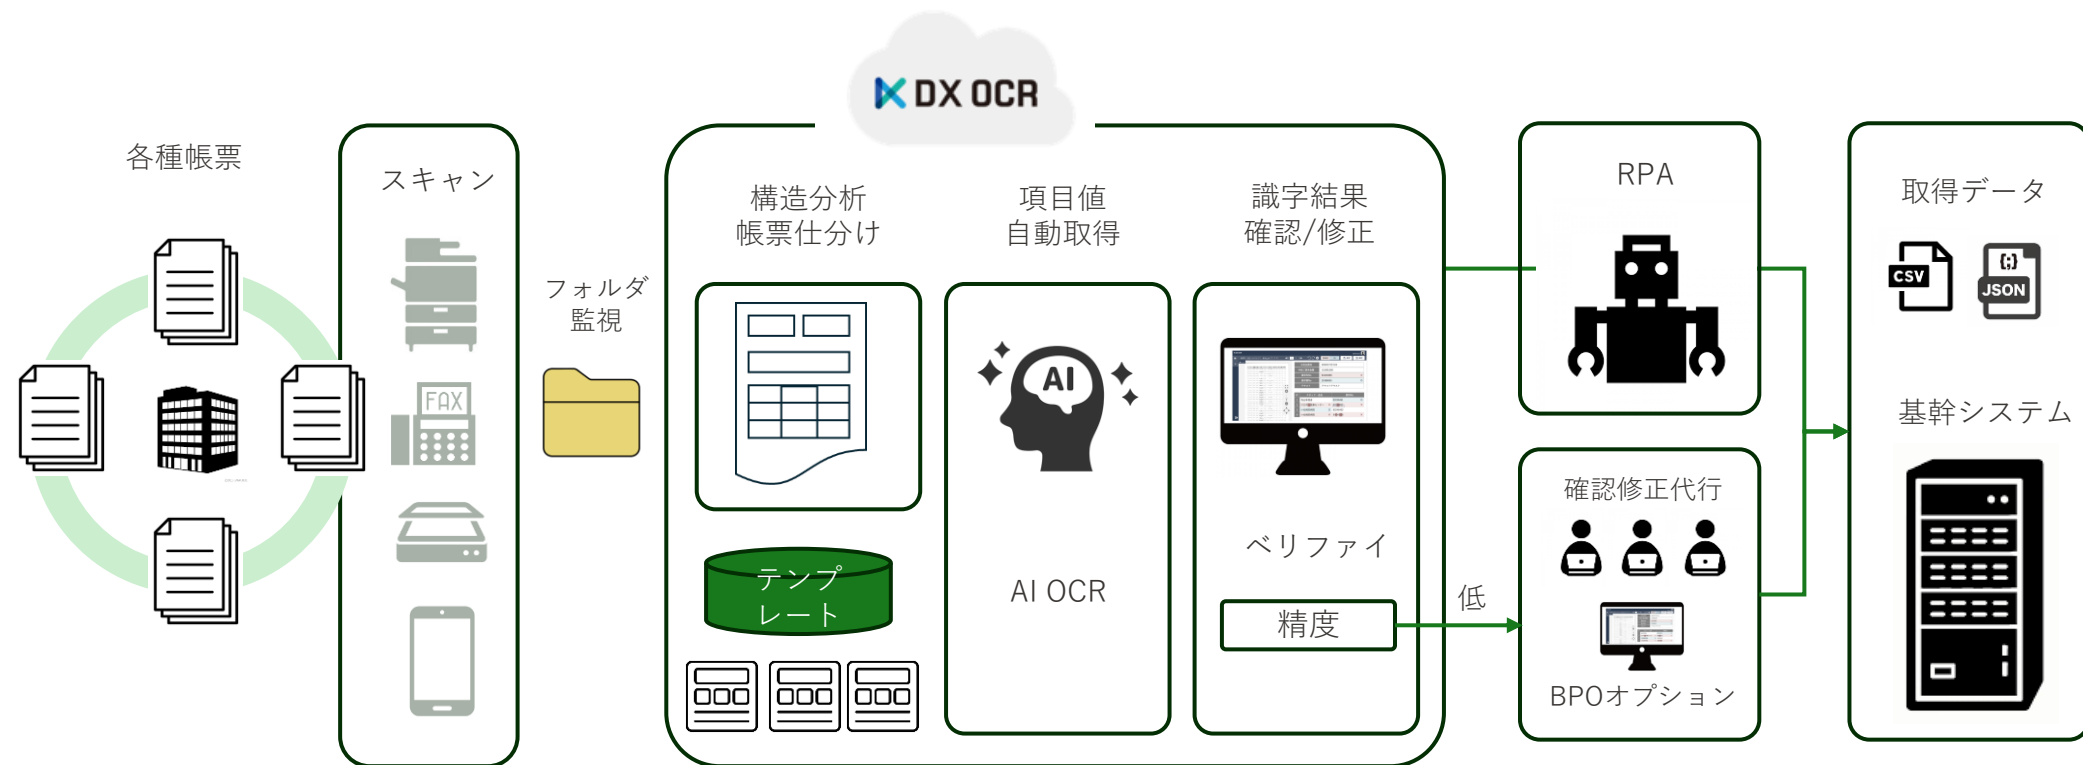 DX OCR
各種帳票
スキャン
FAX
フォルダ
監視
構造分析
帳票仕分け
テンプ
レート
項目値
自動取得
AI
AI OCR
識字結果
確認/修正
ベリファイ
精度
低
RPA
確認修正代行
BPOオプション
取得データ
CSV
{;}
JSON
基幹システム